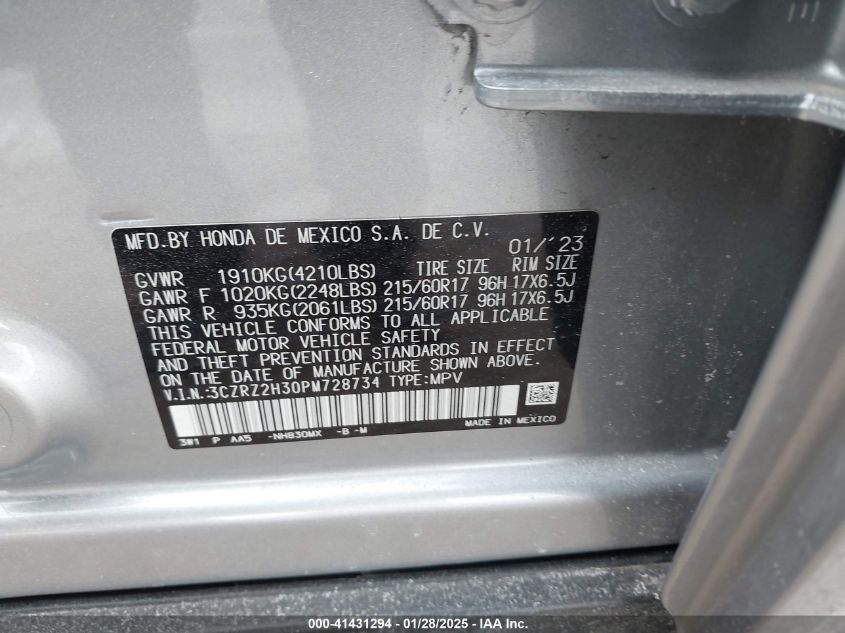 MFD.BY HONDA DE MEXICO S.A. DE C.V. 01/'23
GVWR 1910KG(4210LBS) TIRE SIZE RIM SIZE
GAWR F 1020KG(2248LBS) 215/60R17 96H 17X6.5J
GAWR R 935KG(2061LBS) 215/60R17 96H 17X6.5J
THIS VEHICLE CONFORMS TO ALL APPLICABLE
FEDERAL MOTOR VEHICLE SAFETY
AND THEFT PREVENTION STANDARDS IN EFFECT
ON THE DATE OF MANUFACTURE SHOWN ABOVE.
V.I.N.:3CZRZ2H30PM728734 TYPE:MPV
3W1 P AA5 -NH830MX -B -M MADE IN MEXICO
000-41431294 - 01/28/2025 - IAA Inc.